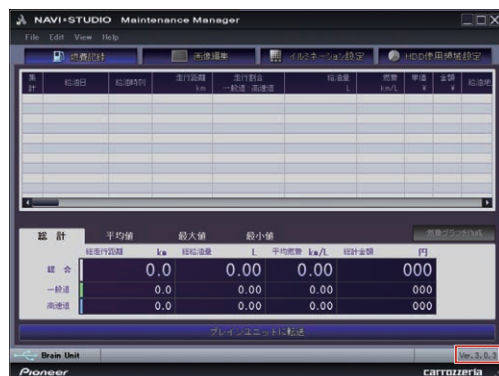 NAVI*STUDIO Maintenance Manager
File Edit View Help
燃費記録 画像編集 イルミネーション設定 HDD使用領域設定
集計 給油日 給油時刻 走行距離 km 走行割合 一般道 高速道 給油量 L 燃費 km/L 単価 ¥ 金額 ¥ 給油地
総計 平均値 最大値 最小値 燃費グラフ作成
総走行距離 km 総給油量 L 平均燃費 km/L 総計金額 円
総合 0.0 0.00 0.00 000
一般道 0.0 0.00 0.00 000
高速道 0.0 0.00 0.00 000
ブレインユニットに転送
Brain Unit Ver.3.0.3
Pioneer carrozzeria